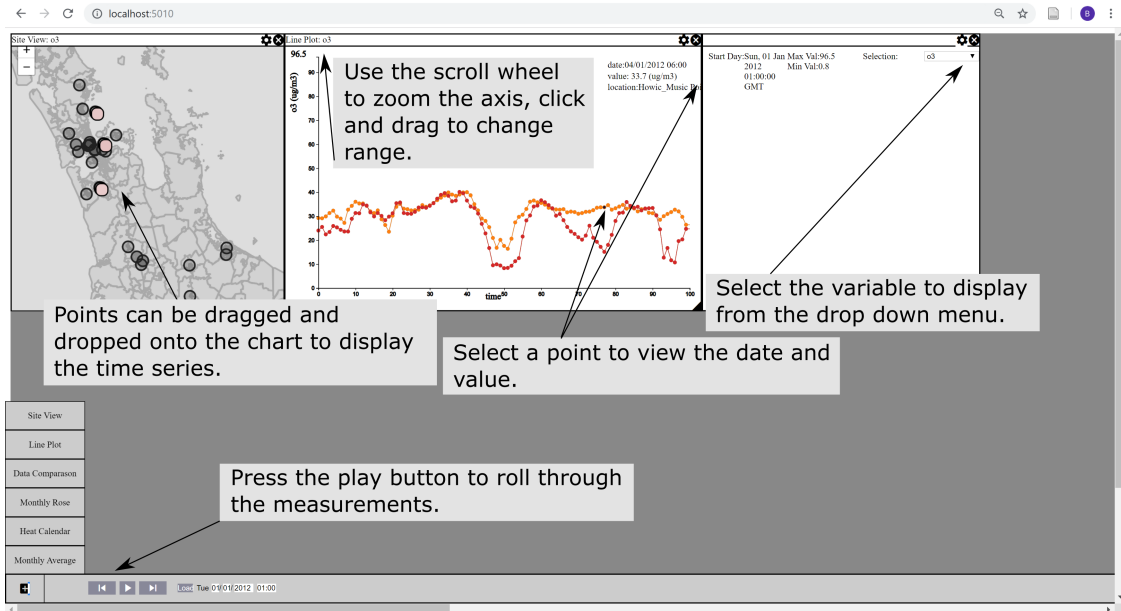 localhost:5010
B
Site View: o3
Line Plot: o3
+
−
96.5
90
80
70
60
50
40
30
20
10
0
o3 (ug/m3)
0
10
20
30
40
50
60
70
80
90
100
time
date:04/01/2012 06:00
value: 33.7 (ug/m3)
location:Howic_Music Poi
Start Day:Sun, 01 Jan
2012
01:00:00
GMT
Max Val:96.5
Min Val:0.8
Selection:
o3
Use the scroll wheel
to zoom the axis, click
and drag to change
range.
Points can be dragged and
dropped onto the chart to display
the time series.
Select a point to view the date and
value.
Select the variable to display
from the drop down menu.
Site View
Line Plot
Data Comparason
Monthly Rose
Heat Calendar
Monthly Average
Press the play button to roll through
the measurements.
Load Tue 01/01/2012 01:00